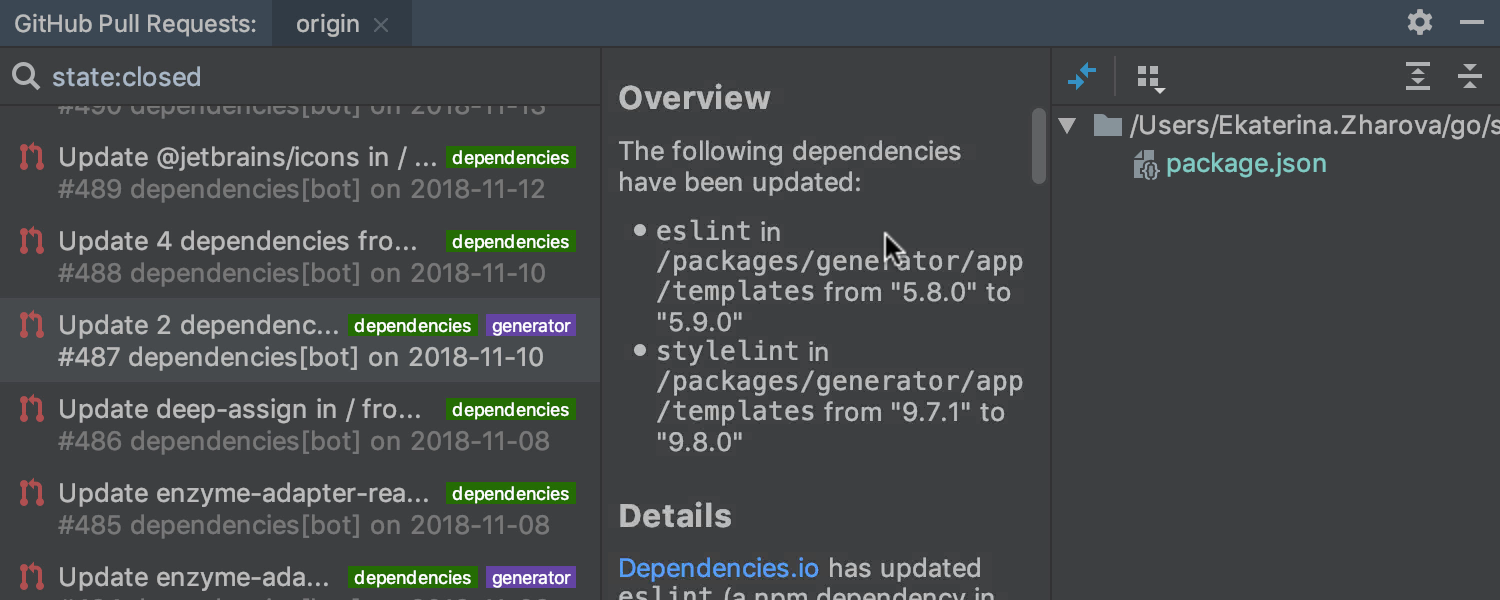 GitHub Pull Requests: origin
state:closed
#490 dependencies[bot] on 2018-11-13
Update @jetbrains/icons in / ... dependencies
#489 dependencies[bot] on 2018-11-12
Update 4 dependencies fro... dependencies
#488 dependencies[bot] on 2018-11-10
Update 2 dependenc... dependencies generator
#487 dependencies[bot] on 2018-11-10
Update deep-assign in / fro... dependencies
#486 dependencies[bot] on 2018-11-08
Update enzyme-adapter-rea... dependencies
#485 dependencies[bot] on 2018-11-08
Update enzyme-ada... dependencies generator
Overview
The following dependencies
have been updated:
eslint in
/packages/generator/app
/templates from "5.8.0" to
"5.9.0"
stylelint in
/packages/generator/app
/templates from "9.7.1" to
"9.8.0"
Details
Dependencies.io has updated
eslint (a npm dependency in
/Users/Ekaterina.Zharova/go/s
package.json